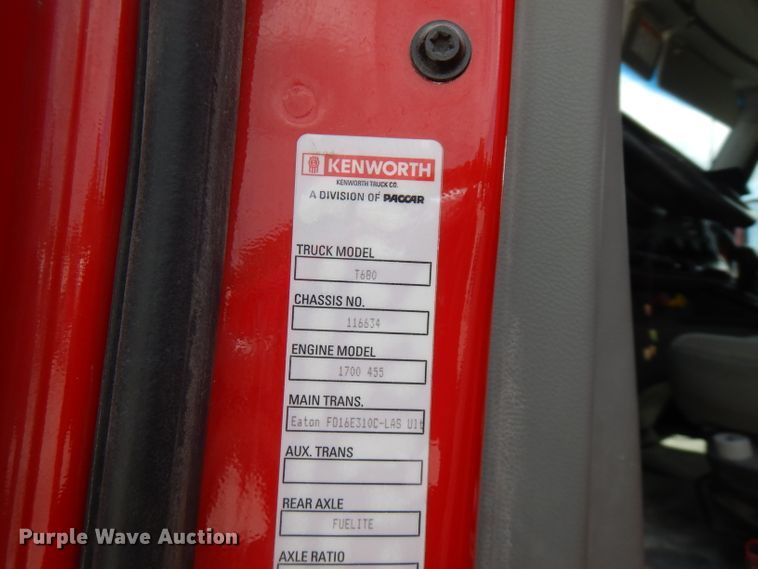 KENWORTH
KENWORTH TRUCK CO.
A DIVISION OF PACCAR
TRUCK MODEL
T680
CHASSIS NO.
116634
ENGINE MODEL
1700 455
MAIN TRANS.
Eaton FO16E310C-LAS Ult
AUX. TRANS
REAR AXLE
FUELITE
AXLE RATIO
Purple Wave Auction